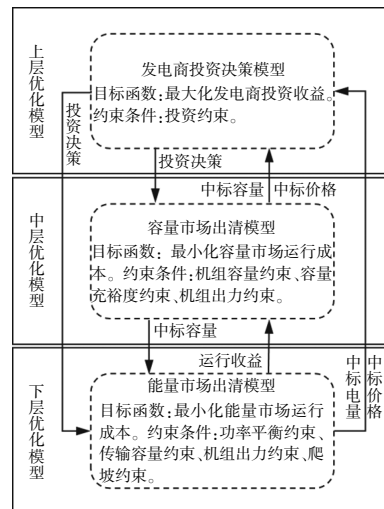 上层优化模型
发电商投资决策模型
目标函数:最大化发电商投资收益。
约束条件:投资约束。
投资决策
投资决策
中标容量
中标价格
中层优化模型
容量市场出清模型
目标函数:最小化容量市场运行成
本。约束条件:机组容量约束、容量
充裕度约束、机组出力约束。
中标容量
运行收益
中标电量
中标价格
下层优化模型
能量市场出清模型
目标函数:最小化能量市场运行
成本。约束条件:功率平衡约束、
传输容量约束、机组出力约束、爬
坡约束。